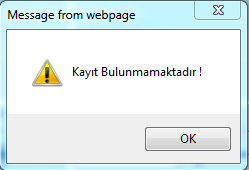 Message from webpage
Kayıt Bulunmamaktadır !
OK